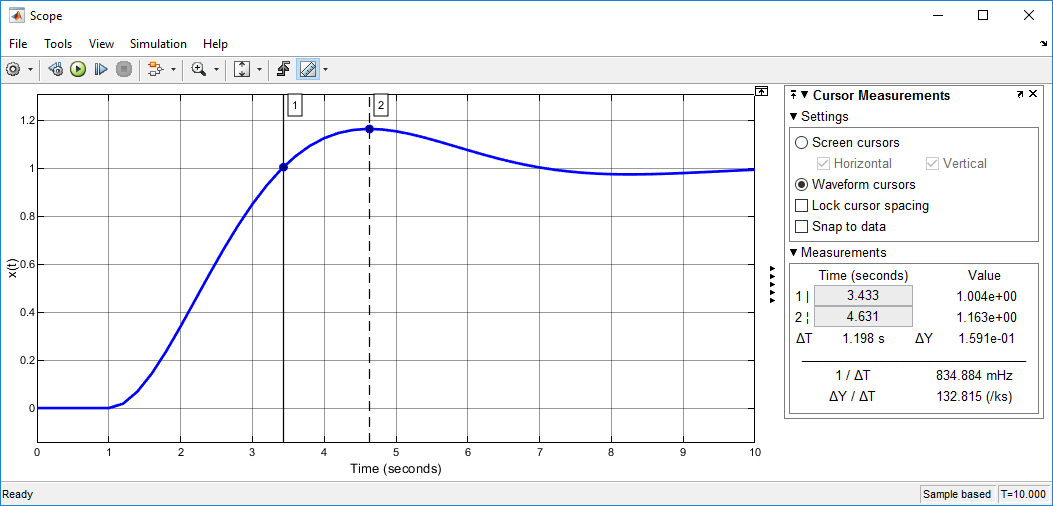 Scope
File Tools View Simulation Help
1 2
1.2
1
0.8
0.6
0.4
0.2
0
x(t)
0 1 2 3 4 5 6 7 8 9 10
Time (seconds)
Cursor Measurements
Settings
Screen cursors
Horizontal Vertical
Waveform cursors
Lock cursor spacing
Snap to data
Measurements
Time (seconds) Value
1 | 3.433 1.004e+00
2 ¦ 4.631 1.163e+00
ΔT 1.198 s ΔY 1.591e-01
1 / ΔT 834.884 mHz
ΔY / ΔT 132.815 (/ks)
Ready Sample based T=10.000